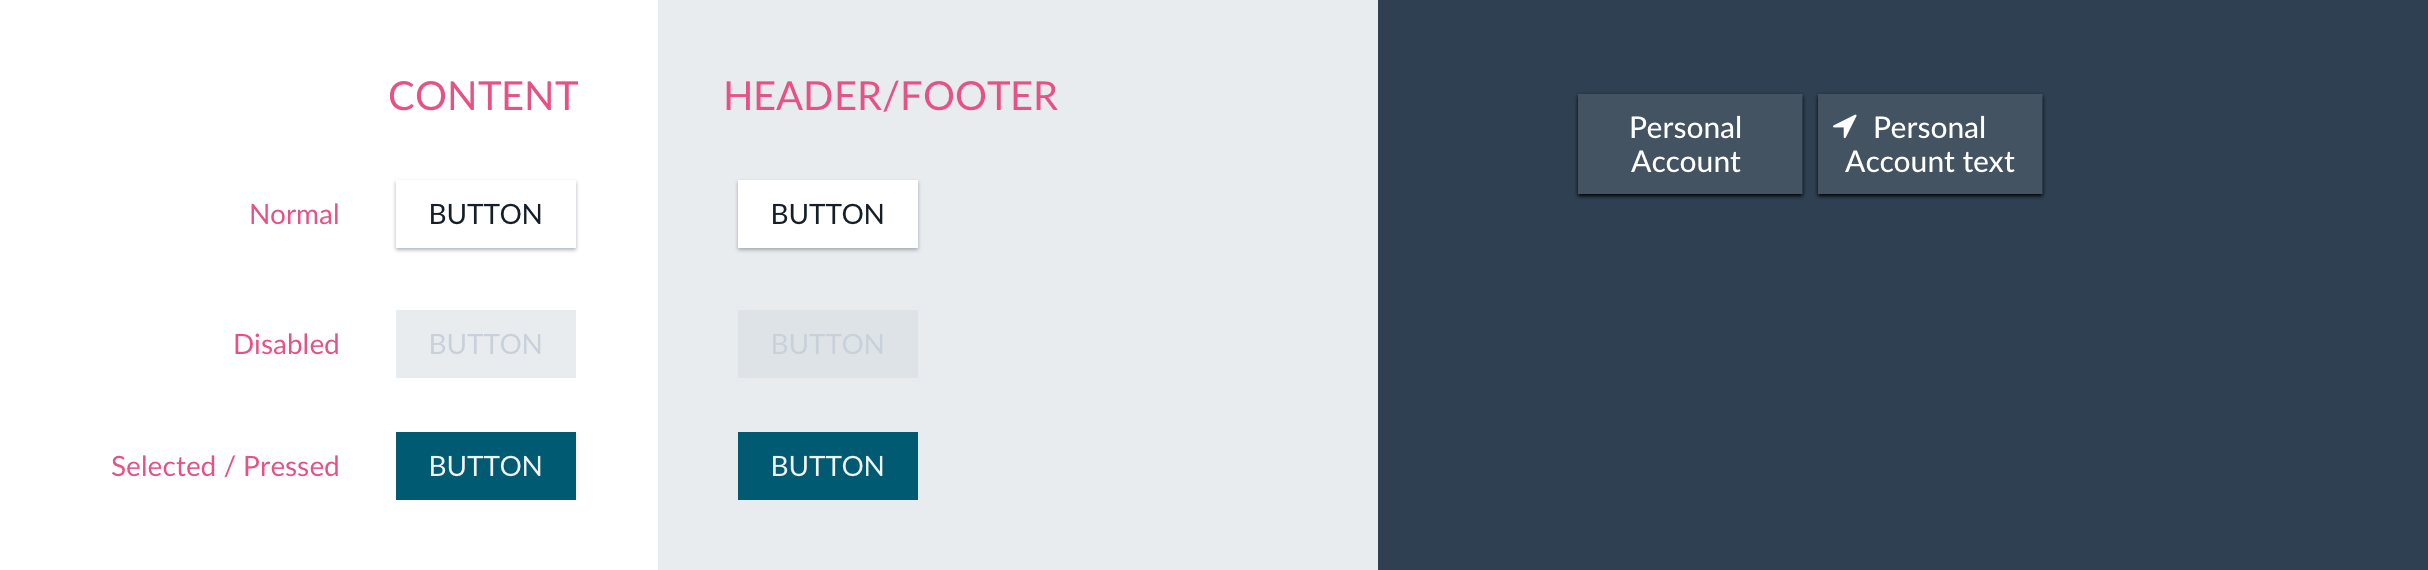 CONTENT
HEADER/FOOTER
Personal
Account
Personal
Account text
Normal
BUTTON
BUTTON
Disabled
BUTTON
BUTTON
Selected / Pressed
BUTTON
BUTTON